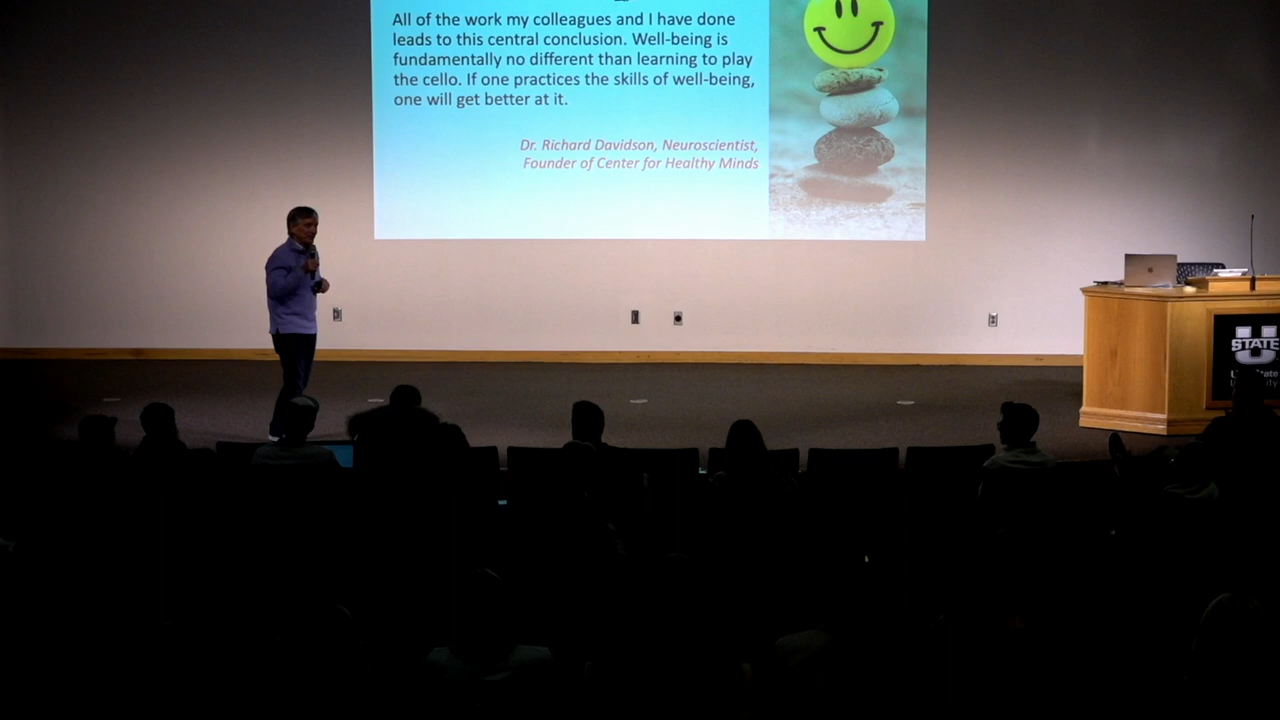 All of the work my colleagues and I have done
leads to this central conclusion. Well-being is
fundamentally no different than learning to play
the cello. If one practices the skills of well-being,
one will get better at it.
Dr. Richard Davidson, Neuroscientist,
Founder of Center for Healthy Minds
U
STATE